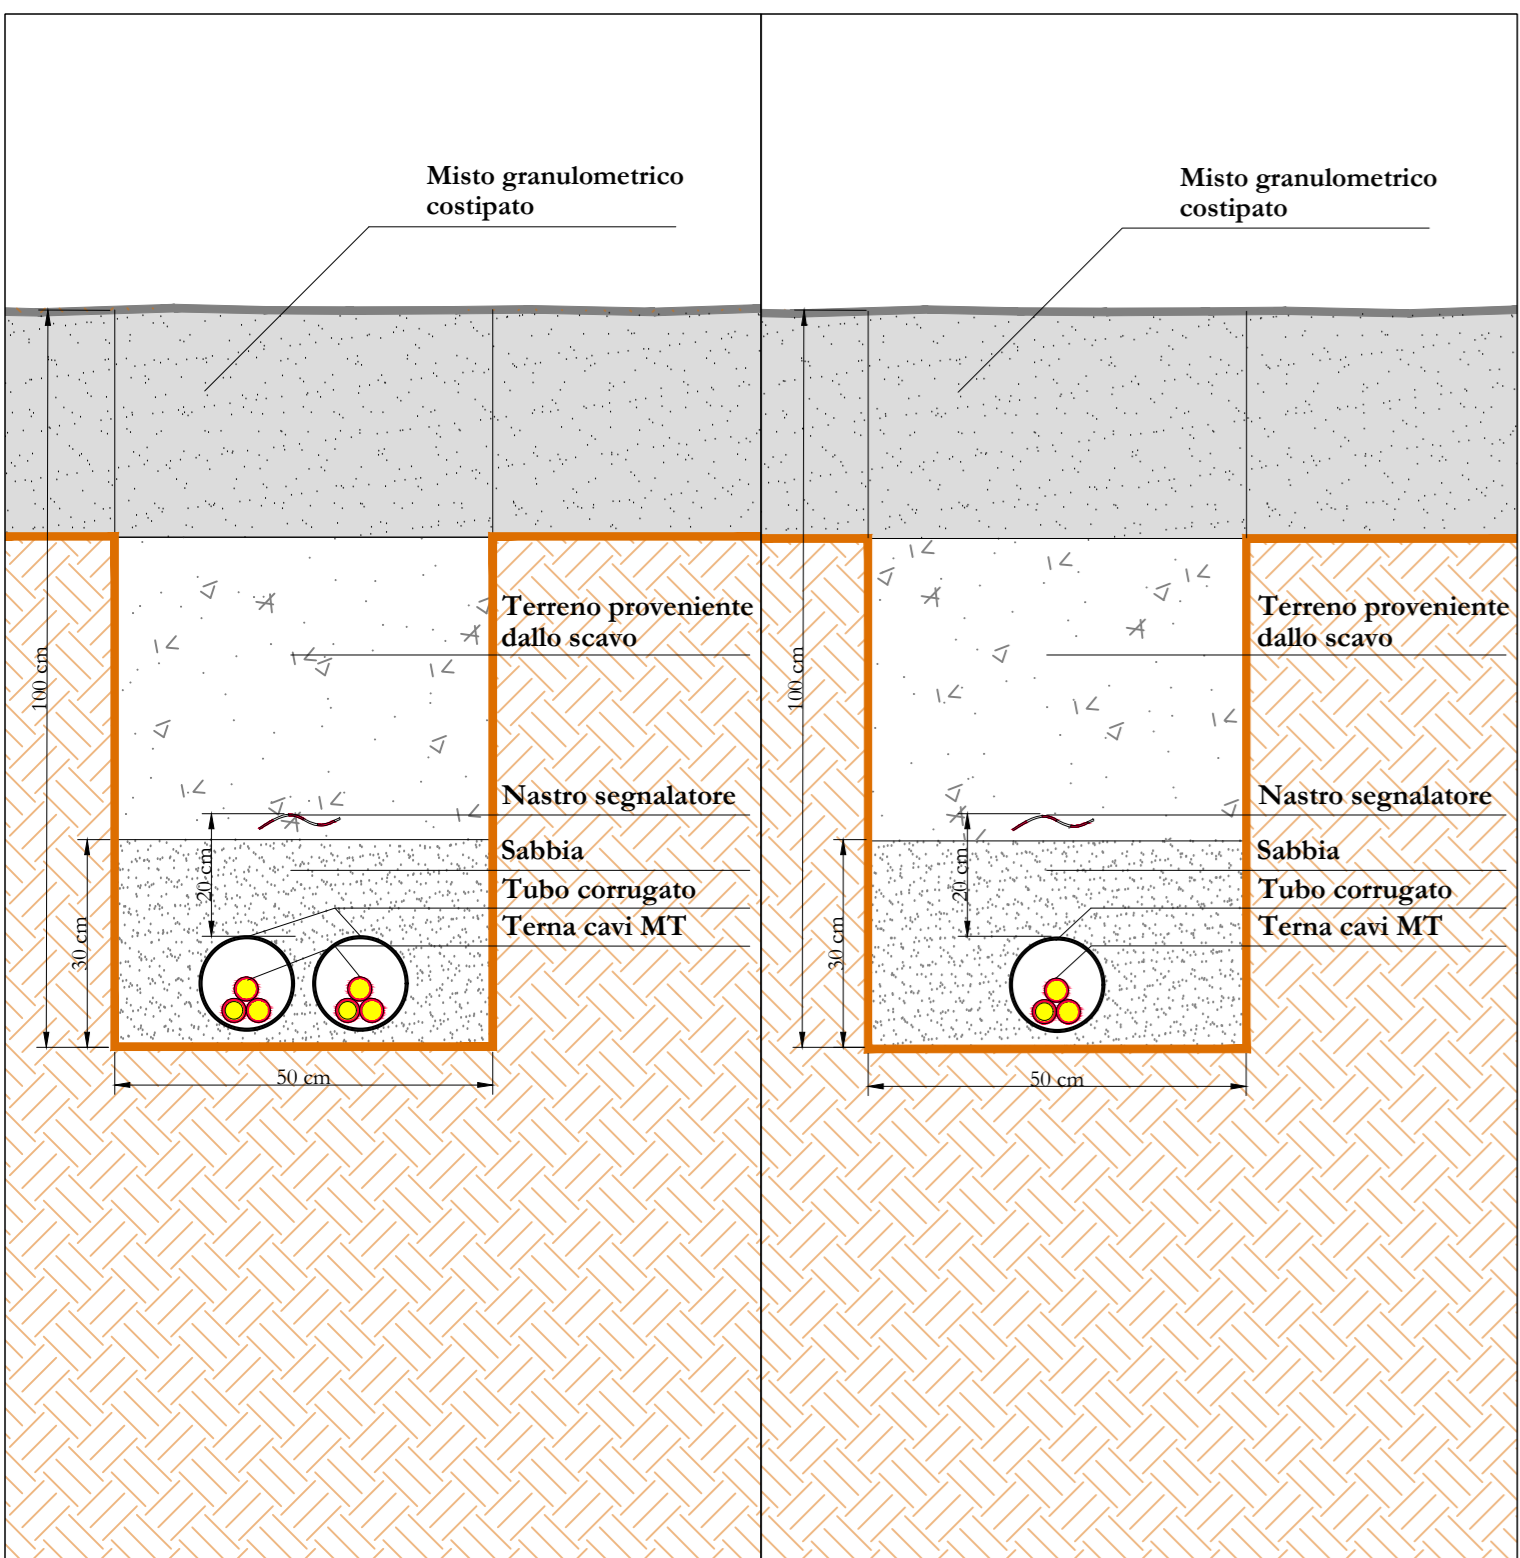 Misto granulometrico
costipato
Terreno proveniente
dallo scavo
100 cm
Nastro segnalatore
Sabbia
20 cm
Tubo corrugato
Terna cavi MT
30 cm
50 cm
Misto granulometrico
costipato
Terreno proveniente
dallo scavo
100 cm
Nastro segnalatore
Sabbia
20 cm
Tubo corrugato
Terna cavi MT
30 cm
50 cm